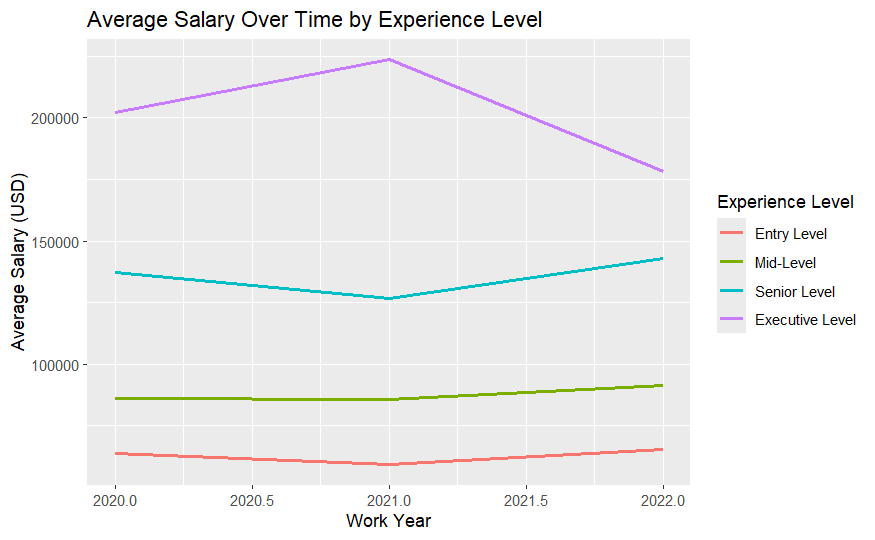 Average Salary Over Time by Experience Level
Average Salary (USD)
200000
150000
100000
2020.0 2020.5 2021.0 2021.5 2022.0
Work Year
Experience Level
Entry Level
Mid-Level
Senior Level
Executive Level